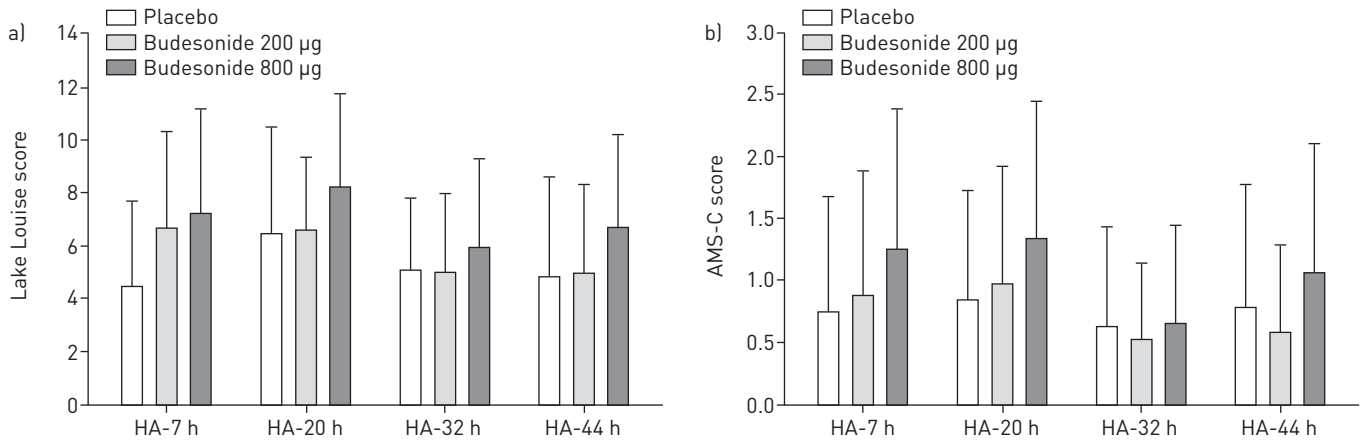 a)
Placebo
Budesonide 200 µg
Budesonide 800 µg
Lake Louise score
14
12
10
8
6
4
2
0
HA-7 h HA-20 h HA-32 h HA-44 h
b)
Placebo
Budesonide 200 µg
Budesonide 800 µg
AMS-C score
3.0
2.5
2.0
1.5
1.0
0.5
0.0
HA-7 h HA-20 h HA-32 h HA-44 h